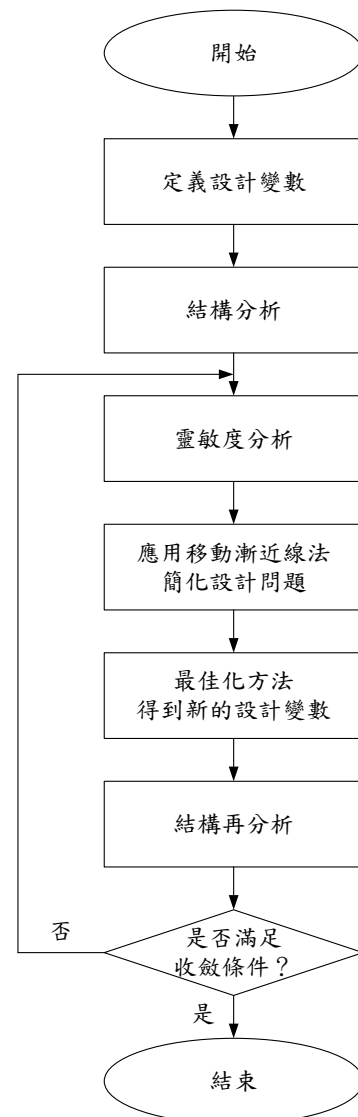 開始
定義設計變數
結構分析
靈敏度分析
應用移動漸近線法
簡化設計問題
最佳化方法
得到新的設計變數
結構再分析
否
是否滿足
收斂條件？
是
結束